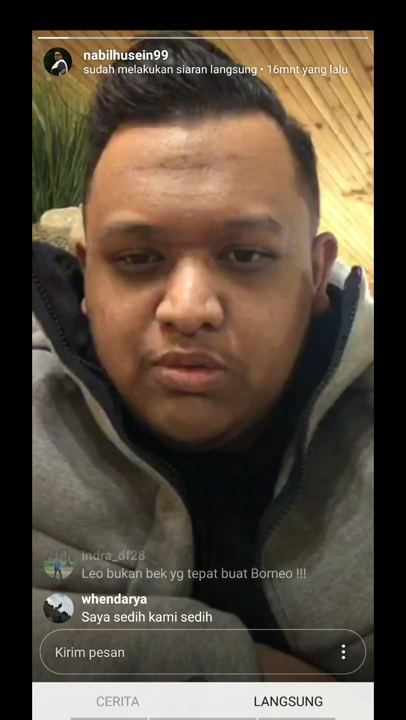 nabilhusein99
sudah melakukan siaran langsung • 16mnt yang lalu
indra_df28
Leo bukan bek yg tepat buat Borneo !!!
whendarya
Saya sedih kami sedih
Kirim pesan
CERITA
LANGSUNG